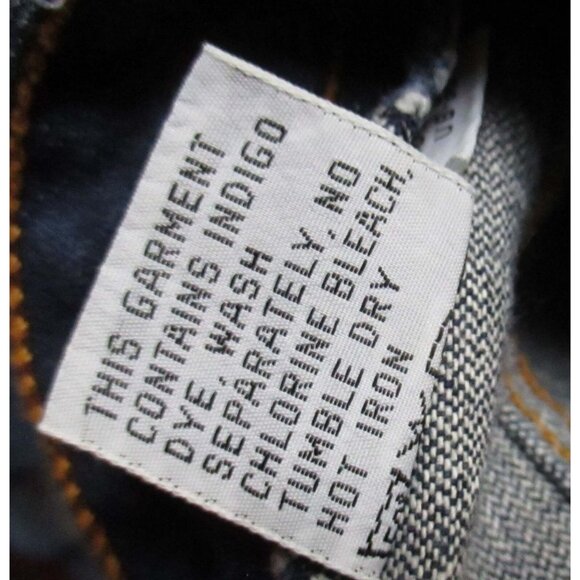 THIS GARMENT
CONTAINS INDIGO
DYE, WASH
SEPARATELY, NO
CHLORINE BLEACH,
TUMBLE DRY
HOT IRON